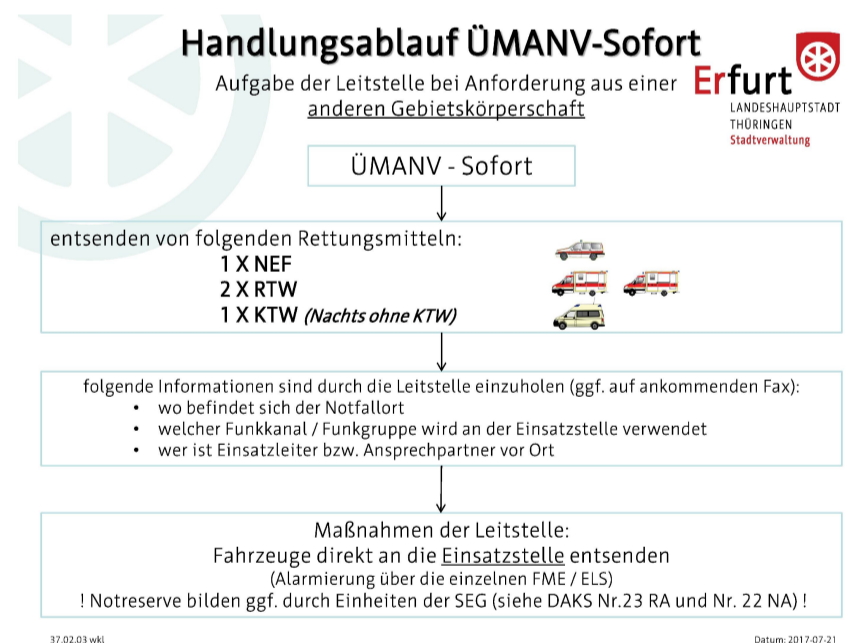 Handlungsablauf ÜMANV-Sofort
Aufgabe der Leitstelle bei Anforderung aus einer
anderen Gebietskörperschaft
Erfurt
LANDESHAUPTSTADT
THÜRINGEN
Stadtverwaltung
ÜMANV - Sofort
entsenden von folgenden Rettungsmitteln:
1 X NEF
2 X RTW
1 X KTW (Nachts ohne KTW)
folgende Informationen sind durch die Leitstelle einzuholen (ggf. auf ankommenden Fax):
• wo befindet sich der Notfallort
• welcher Funkkanal / Funkgruppe wird an der Einsatzstelle verwendet
• wer ist Einsatzleiter bzw. Ansprechpartner vor Ort
Maßnahmen der Leitstelle:
Fahrzeuge direkt an die Einsatzstelle entsenden
(Alarmierung über die einzelnen FME / ELS)
! Notreserve bilden ggf. durch Einheiten der SEG (siehe DAKS Nr.23 RA und Nr. 22 NA) !
37.02.03 wkl
Datum: 2017-07-21